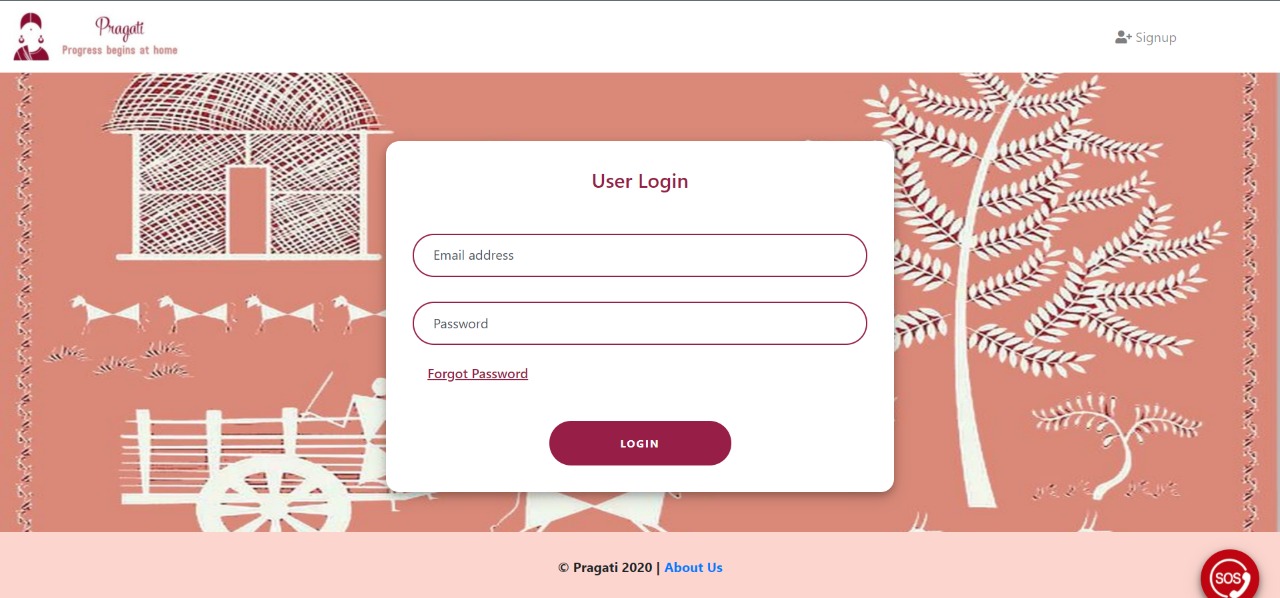 Pragati
Progress begins at home
Signup
User Login
Email address
Password
Forgot Password
LOGIN
© Pragati 2020 | About Us
SOS